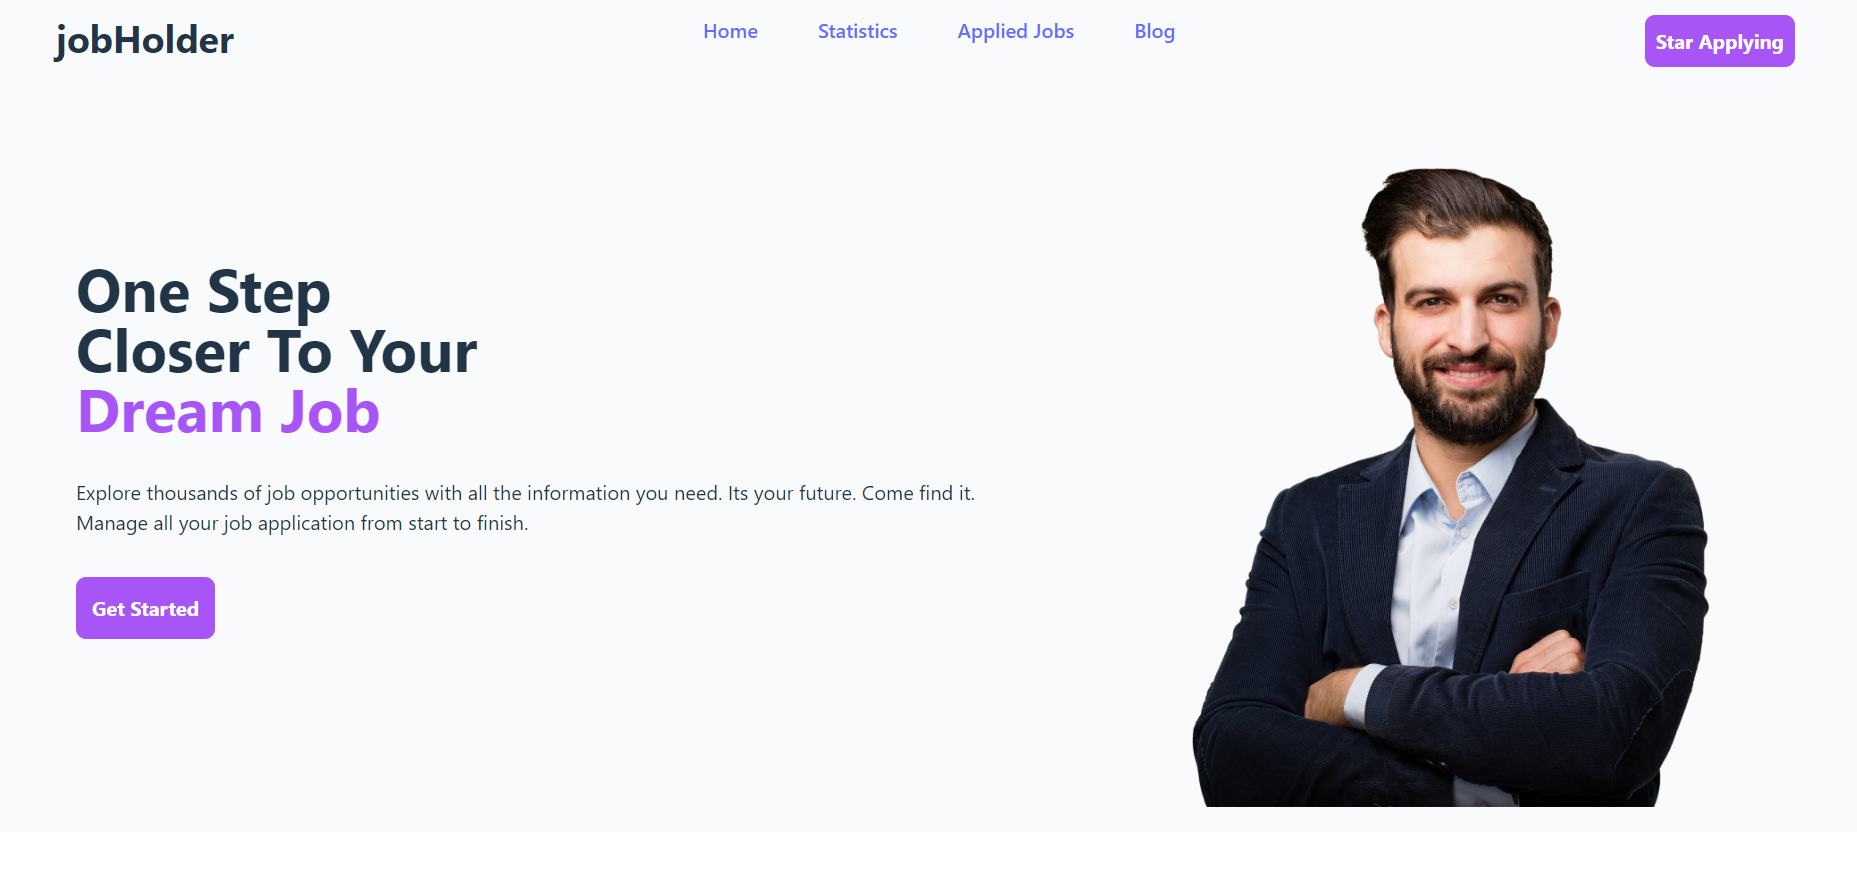 jobHolder
Home
Statistics
Applied Jobs
Blog
Star Applying
One Step
Closer To Your
Dream Job
Explore thousands of job opportunities with all the information you need. Its your future. Come find it.
Manage all your job application from start to finish.
Get Started